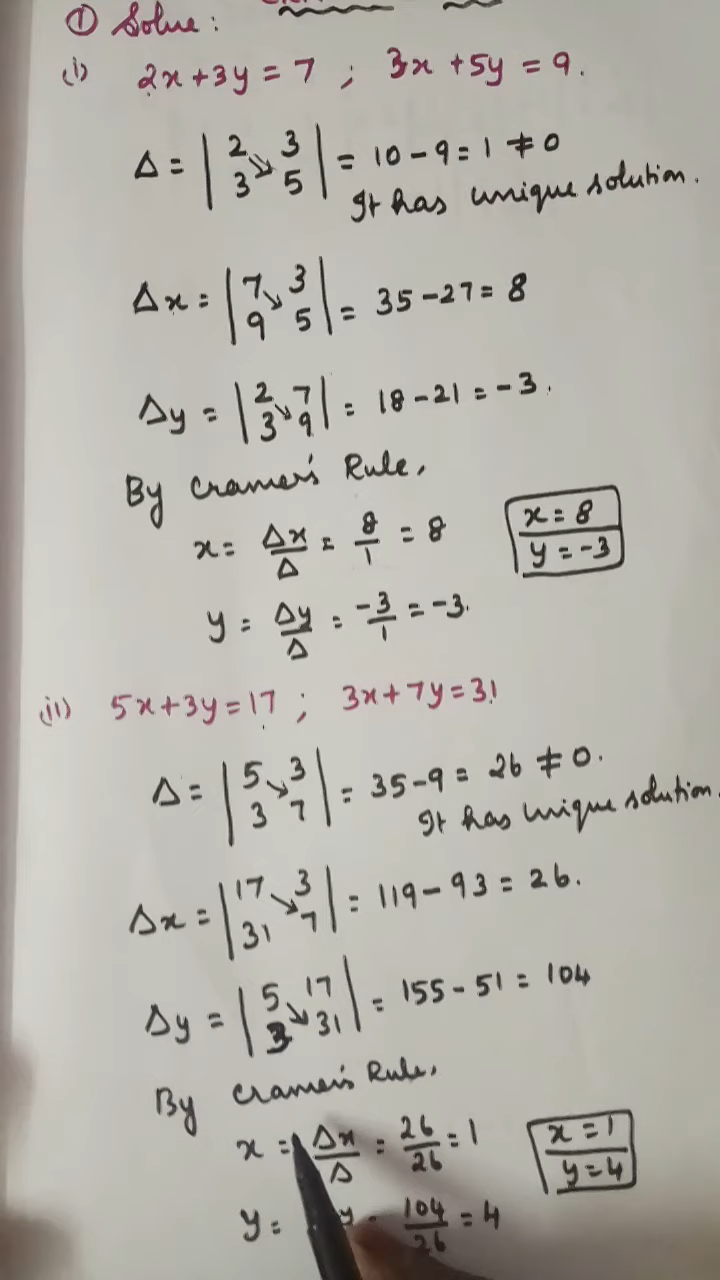 ① Solve :
(i) 2x + 3y = 7 ; 3x + 5y = 9.
Δ = | 2 3 | = 10 - 9 = 1 ≠ 0
| 3 5 |
It has unique solution.
Δx = | 7 3 | = 35 - 27 = 8
| 9 5 |
Δy = | 2 7 | = 18 - 21 = -3.
| 3 9 |
By Cramer's Rule,
x = Δx/Δ = 8/1 = 8
x = 8
y = -3
y = Δy/Δ = -3/1 = -3.
(ii) 5x + 3y = 17 ; 3x + 7y = 31
Δ = | 5 3 | = 35 - 9 = 26 ≠ 0.
| 3 7 |
It has unique solution.
Δx = | 17 3 | = 119 - 93 = 26.
| 31 7 |
Δy = | 5 17 | = 155 - 51 = 104
| 3 31 |
By Cramer's Rule,
x = Δx/Δ = 26/26 = 1
x = 1
y = 4
y = y = 104/26 = 4